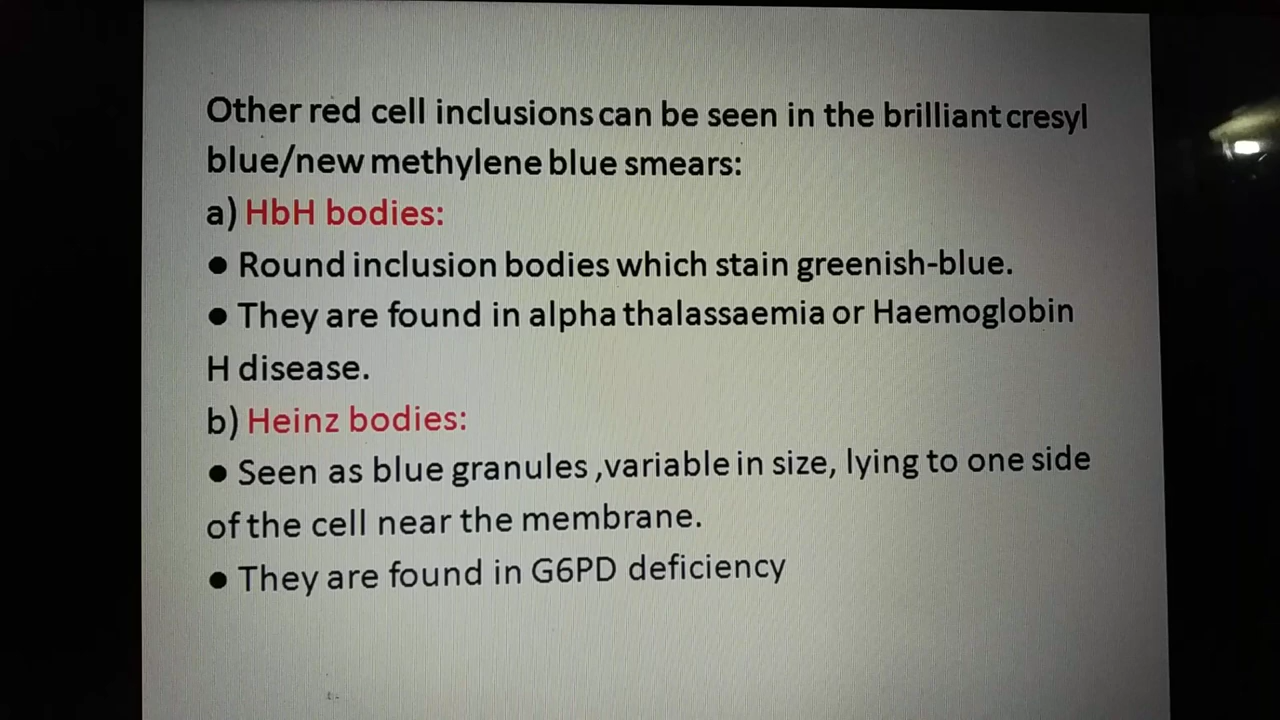 Other red cell inclusions can be seen in the brilliant cresyl
blue/new methylene blue smears:
a) HbH bodies:
● Round inclusion bodies which stain greenish-blue.
● They are found in alpha thalassaemia or Haemoglobin
H disease.
b) Heinz bodies:
● Seen as blue granules ,variable in size, lying to one side
of the cell near the membrane.
● They are found in G6PD deficiency